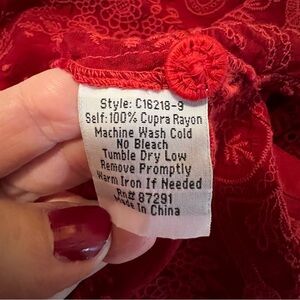 Style: C16218-9
Self:100% Cupra Rayon
Machine Wash Cold
No Bleach
Tumble Dry Low
Remove Promptly
Warm Iron If Needed
Rn# 87291
Made In China